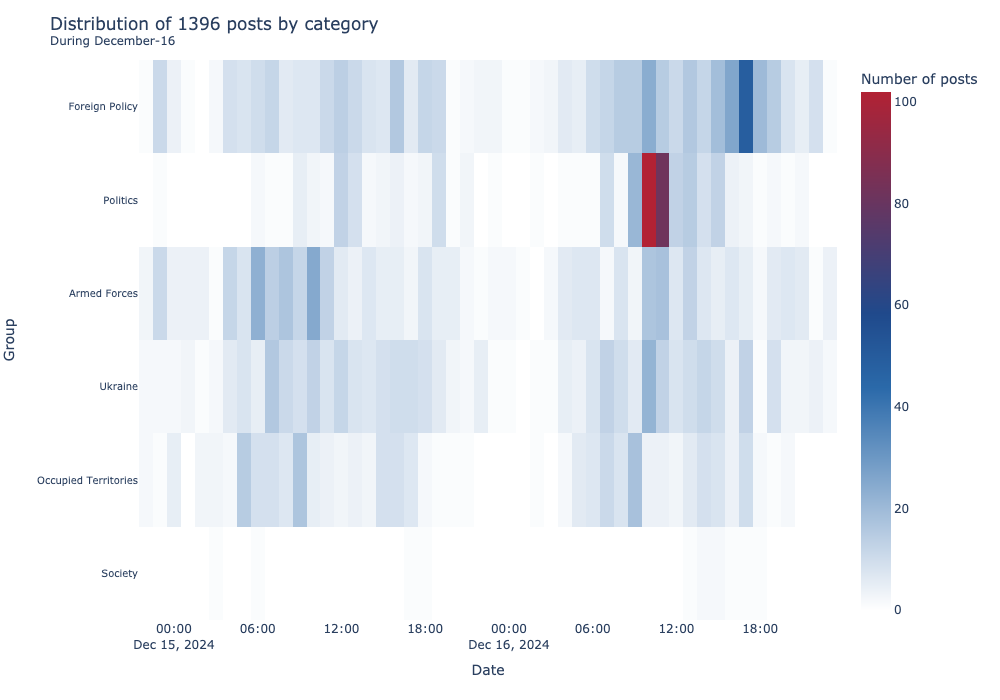 Distribution of 1396 posts by category
During December-16
Number of posts
100
80
60
40
20
0
Group
Foreign Policy
Politics
Armed Forces
Ukraine
Occupied Territories
Society
00:00 06:00 12:00 18:00 00:00 06:00 12:00 18:00
Dec 15, 2024 Dec 16, 2024
Date